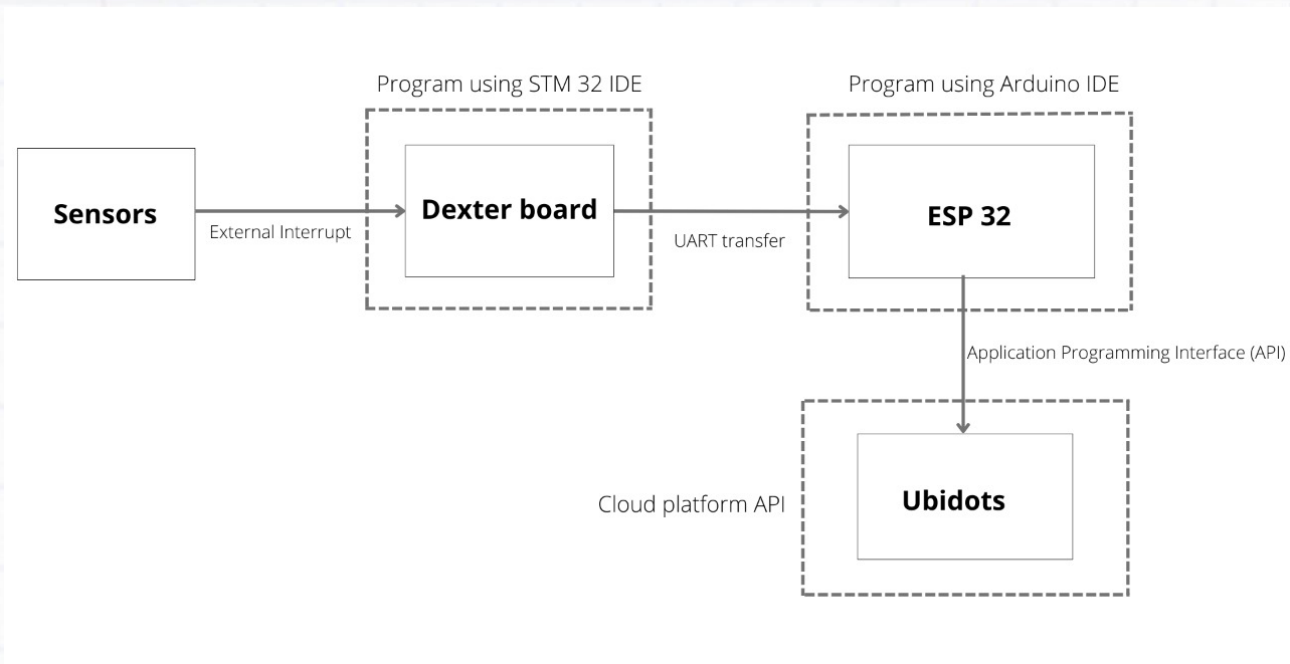 Program using STM 32 IDE
Program using Arduino IDE
Sensors
External Interrupt
Dexter board
UART transfer
ESP 32
Application Programming Interface (API)
Cloud platform API
Ubidots